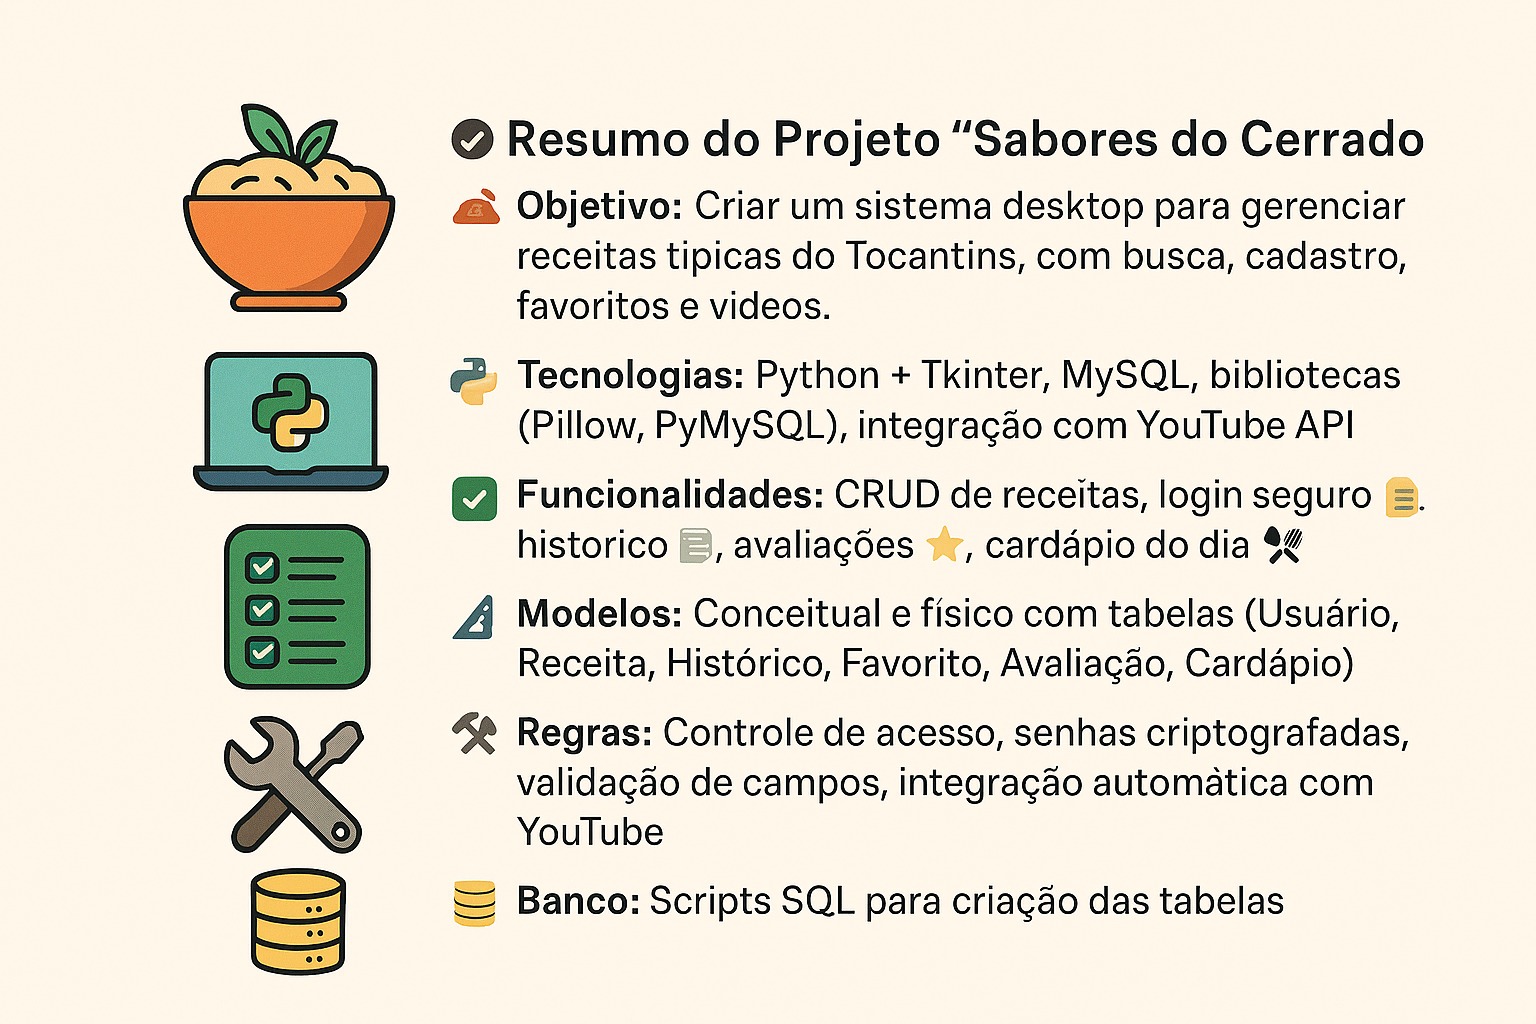 Resumo do Projeto “Sabores do Cerrado
Objetivo: Criar um sistema desktop para gerenciar
receitas tipicas do Tocantins, com busca, cadastro,
favoritos e videos.
Tecnologias: Python + Tkinter, MySQL, bibliotecas
(Pillow, PyMySQL), integração com YouTube API
Funcionalidades: CRUD de receĭtas, login seguro .
historico , avaliações , cardápio do dia
Modelos: Conceitual e físico com tabelas (Usuário,
Receita, Histórico, Favorito, Avaliação, Cardápio)
Regras: Controle de acesso, senhas criptografadas,
validação de campos, integração automàtica com
YouTube
Banco: Scripts SQL para criação das tabelas